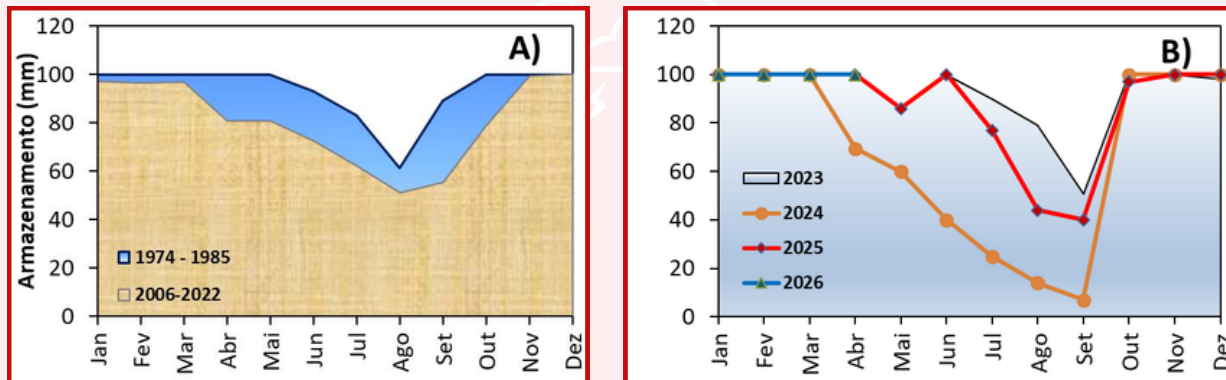 Armazenamento (mm)
120
100
80
60
40
20
0
A)
1974 - 1985
2006-2022
Jan
Fev
Mar
Abr
Mai
Jun
Jul
Ago
Set
Out
Nov
Dez
120
100
80
60
40
20
0
B)
2023
2024
2025
2026
Jan
Fev
Mar
Abr
Mai
Jun
Jul
Ago
Set
Out
Nov
Dez